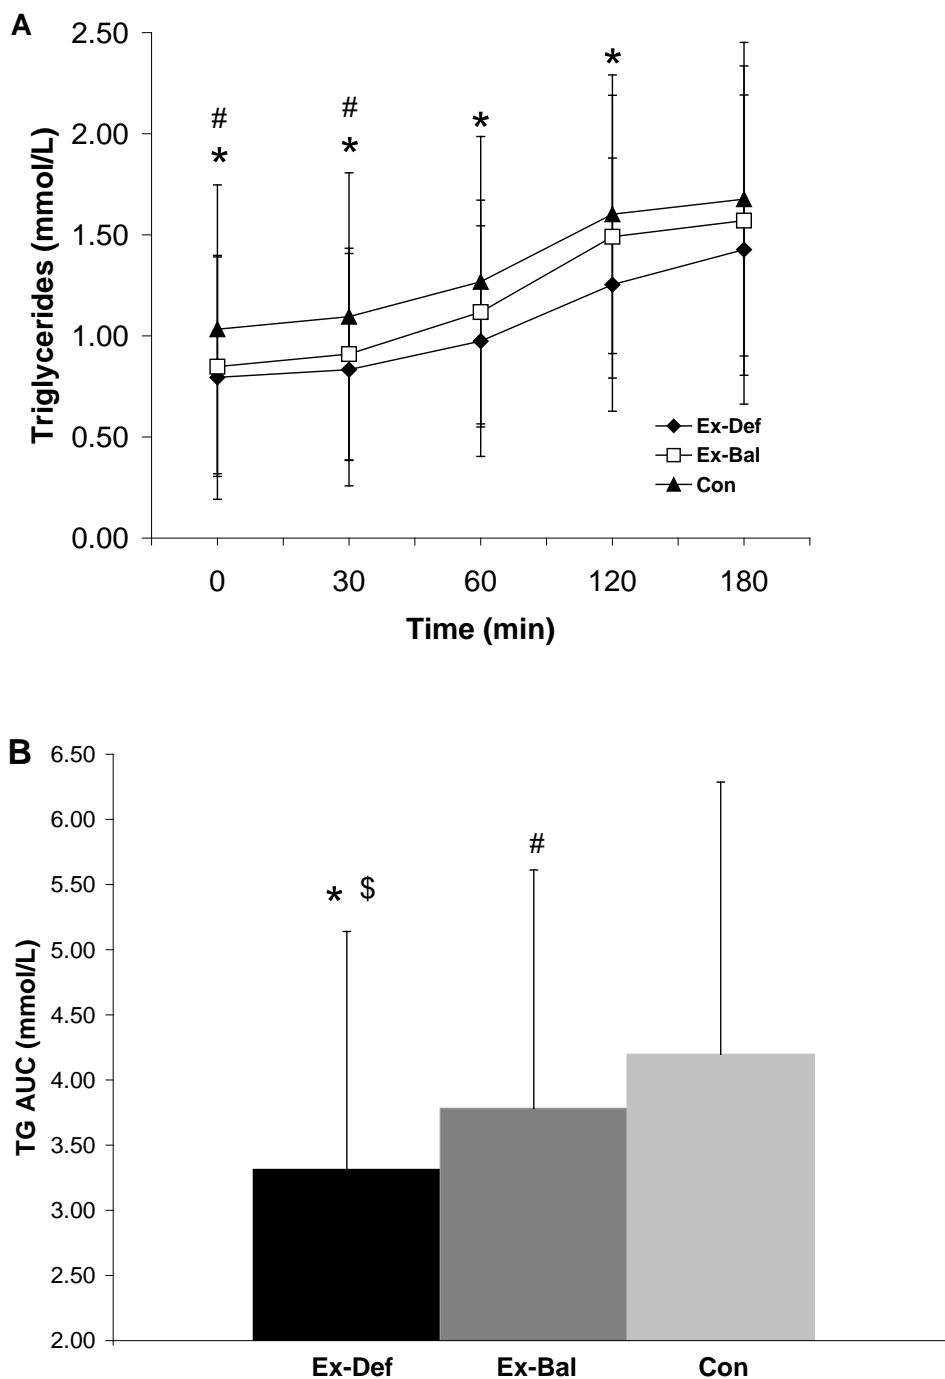 A
2.50
2.00
1.50
1.00
0.50
0.00
Triglycerides (mmol/L)
# # * *
* * *
Ex-Def
Ex-Bal
Con
0 30 60 120 180
Time (min)
B
6.50
6.00
5.50
5.00
4.50
4.00
3.50
3.00
2.50
2.00
TG AUC (mmol/L)
* $
#
Ex-Def Ex-Bal Con